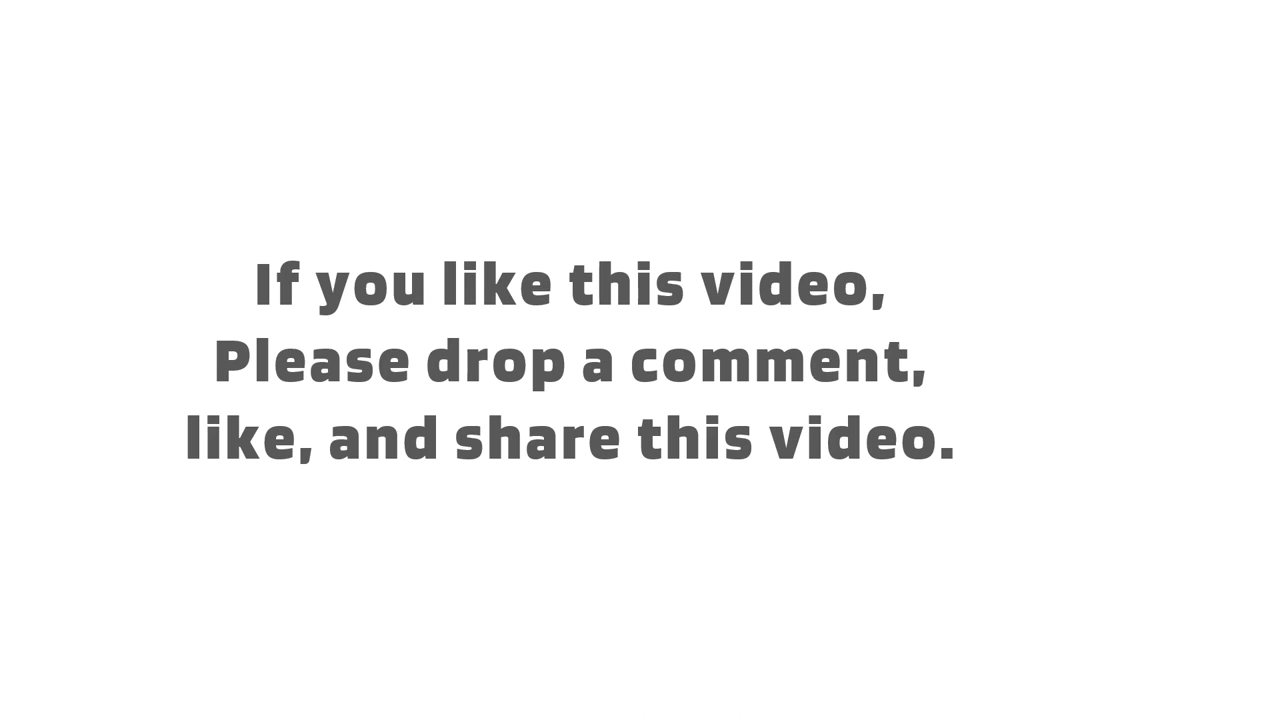 If you like this video,
Please drop a comment,
like, and share this video.